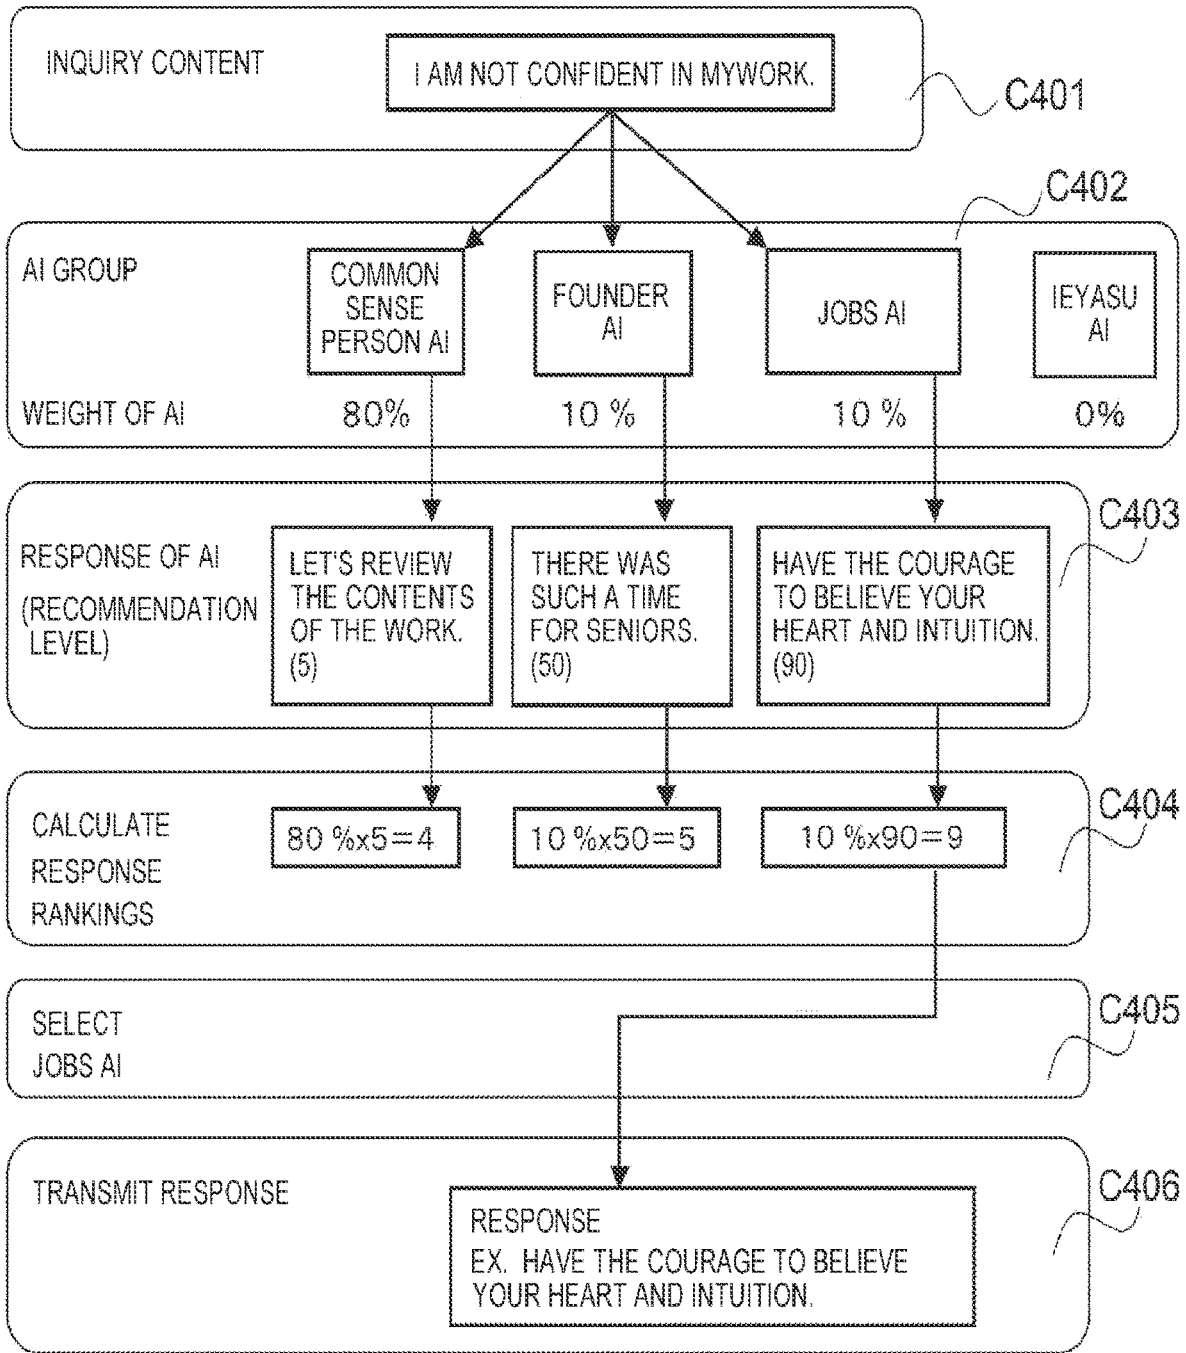 INQUIRY CONTENT
I AM NOT CONFIDENT IN MYWORK.
C401
C402
AI GROUP
COMMON
SENSE
PERSON AI
FOUNDER
AI
JOBS AI
IEYASU
AI
WEIGHT OF AI
80%
10 %
10 %
0%
C403
RESPONSE OF AI
(RECOMMENDATION
LEVEL)
LET'S REVIEW
THE CONTENTS
OF THE WORK.
(5)
THERE WAS
SUCH A TIME
FOR SENIORS.
(50)
HAVE THE COURAGE
TO BELIEVE YOUR
HEART AND INTUITION.
(90)
C404
CALCULATE
RESPONSE
RANKINGS
80 %x5=4
10 %x50=5
10 %x90=9
C405
SELECT
JOBS AI
C406
TRANSMIT RESPONSE
RESPONSE
EX. HAVE THE COURAGE TO BELIEVE
YOUR HEART AND INTUITION.